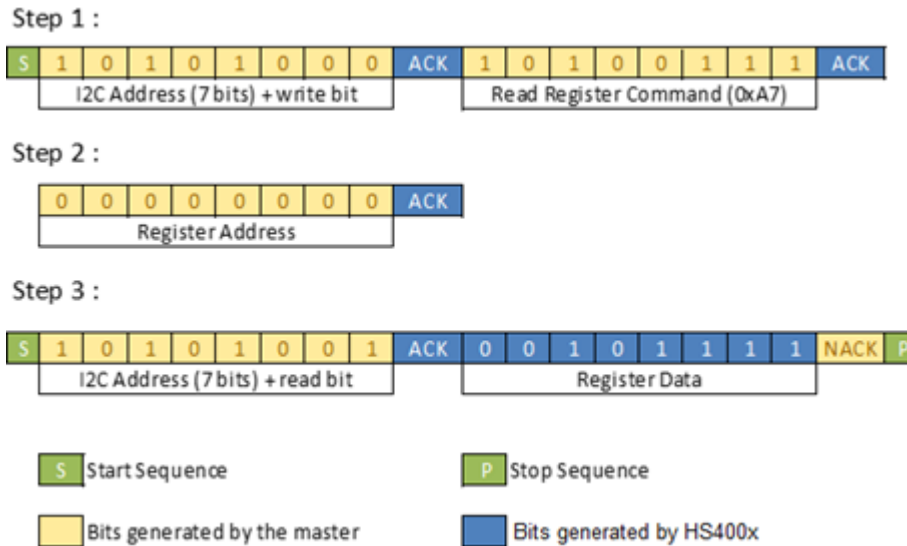 Step 1 :
S 1 0 1 0 1 0 0 0 ACK 1 0 1 0 0 1 1 1 ACK
I2C Address (7 bits) + write bit Read Register Command (0xA7)
Step 2 :
0 0 0 0 0 0 0 0 ACK
Register Address
Step 3 :
S 1 0 1 0 1 0 0 1 ACK 0 0 1 0 1 1 1 1 NACK P
I2C Address (7 bits) + read bit Register Data
S Start Sequence P Stop Sequence
Bits generated by the master Bits generated by HS400x